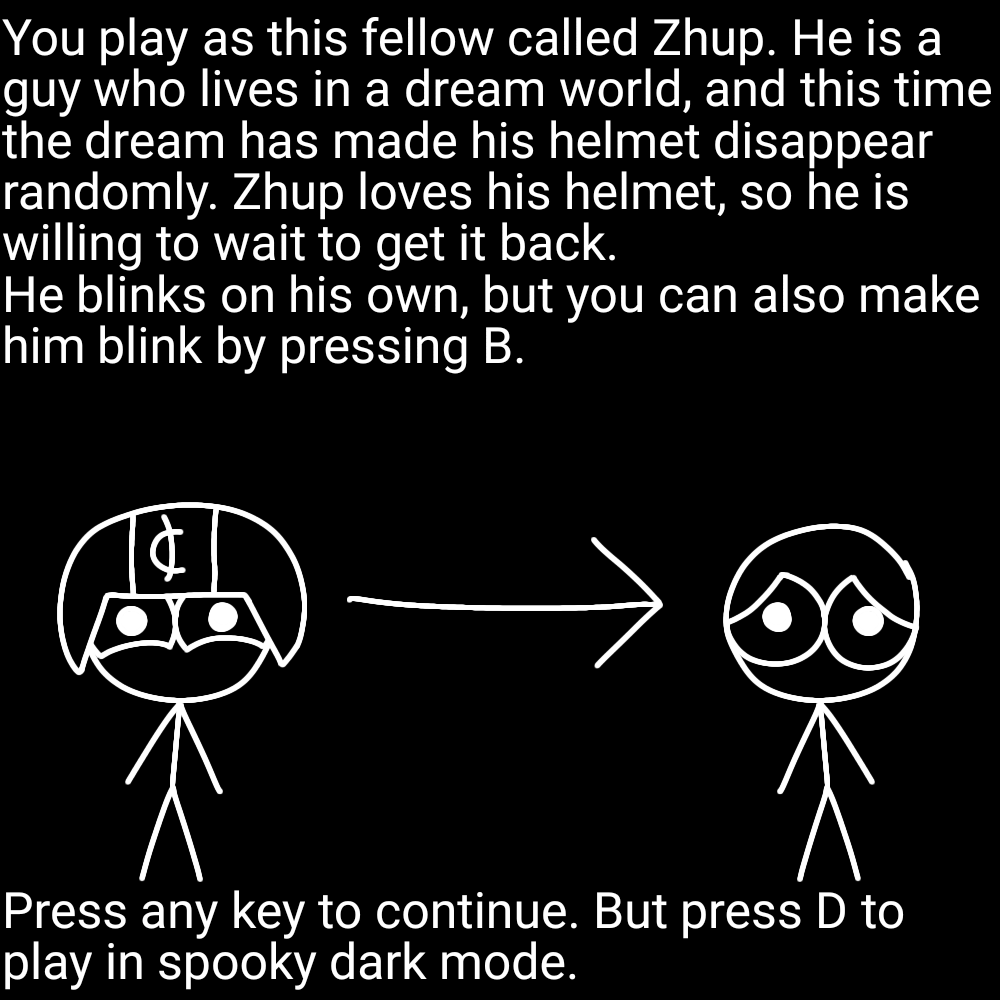 You play as this fellow called Zhup. He is a
guy who lives in a dream world, and this time
the dream has made his helmet disappear
randomly. Zhup loves his helmet, so he is
willing to wait to get it back.
He blinks on his own, but you can also make
him blink by pressing B.
¢
Press any key to continue. But press D to
play in spooky dark mode.